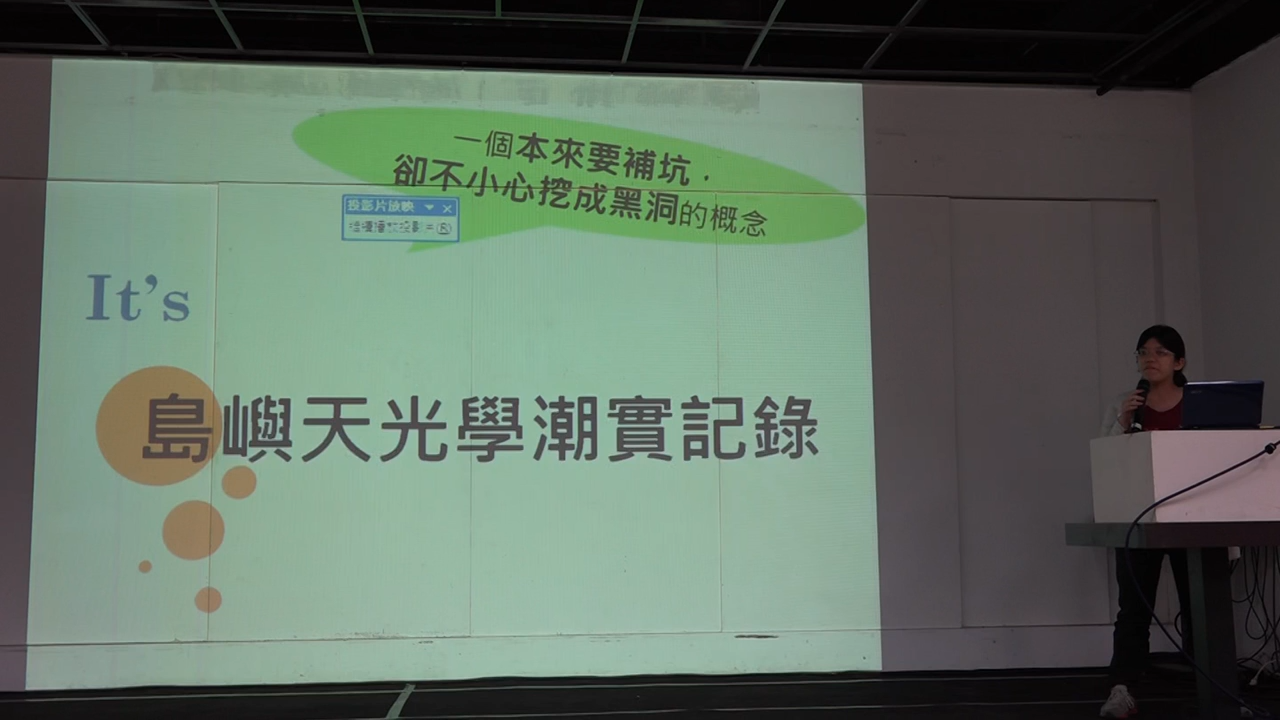 一個本來要補坑，
卻不小心挖成黑洞的概念
投影片放映
It's
島嶼天光學潮實記錄